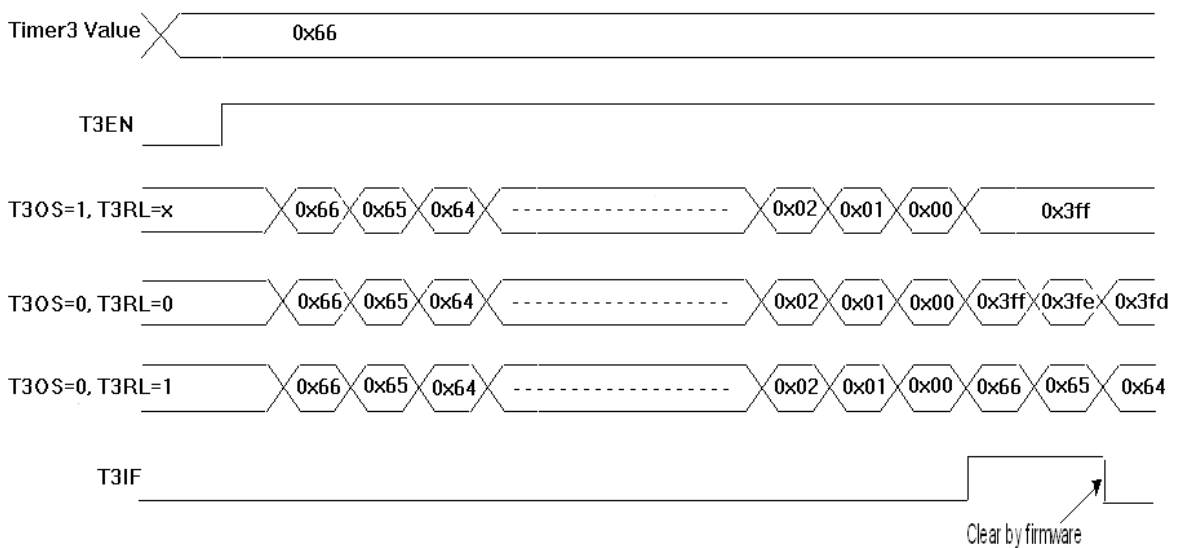 Timer3 Value 0x66
T3EN
T3OS=1, T3RL=x 0x66 0x65 0x64 0x02 0x01 0x00 0x3ff
T3OS=0, T3RL=0 0x66 0x65 0x64 0x02 0x01 0x00 0x3ff 0x3fe 0x3fd
T3OS=0, T3RL=1 0x66 0x65 0x64 0x02 0x01 0x00 0x66 0x65 0x64
T3IF
Clear by firmware